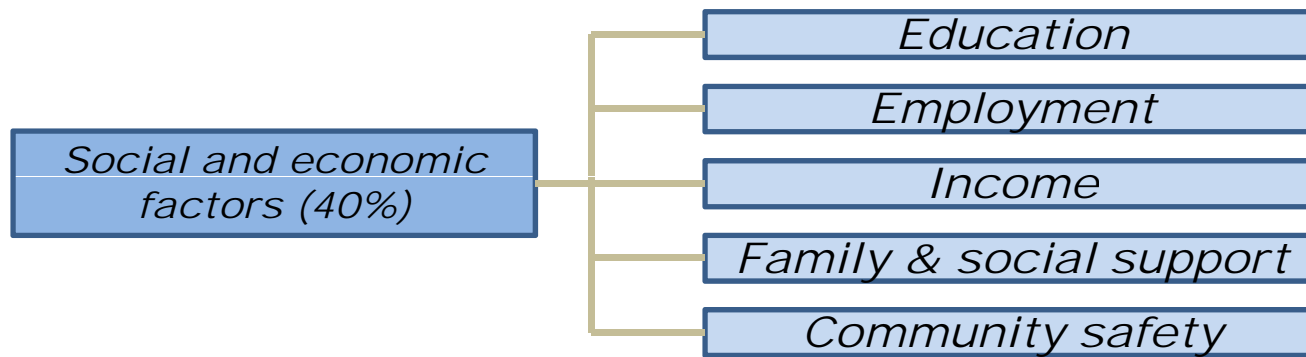 Social and economic
factors (40%)
Education
Employment
Income
Family & social support
Community safety